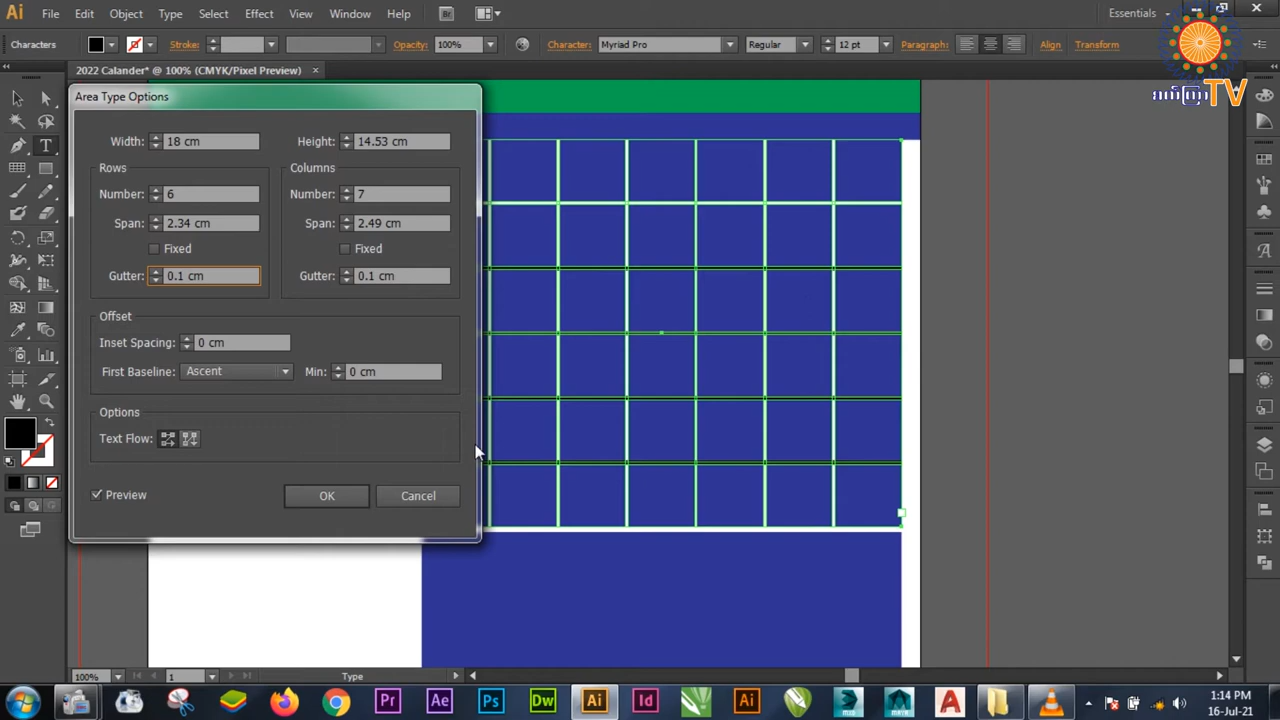 Ai File Edit Object Type Select Effect View Window Help Br Essentials
Characters Stroke: Opacity: 100% Character: Myriad Pro Regular 12 pt Paragraph: Align Transform
2022 Calander* @ 100% (CMYK/Pixel Preview)
TV
Area Type Options
Width: 18 cm Height: 14.53 cm
Rows Columns
Number: 6 Number: 7
Span: 2.34 cm Span: 2.49 cm
Fixed Fixed
Gutter: 0.1 cm Gutter: 0.1 cm
Offset
Inset Spacing: 0 cm
First Baseline: Ascent Min: 0 cm
Options
Text Flow:
Preview OK Cancel
100% 1 Type
Pr Ae Ps Dw Ai Id Ai A
1:14 PM
16-Jul-21